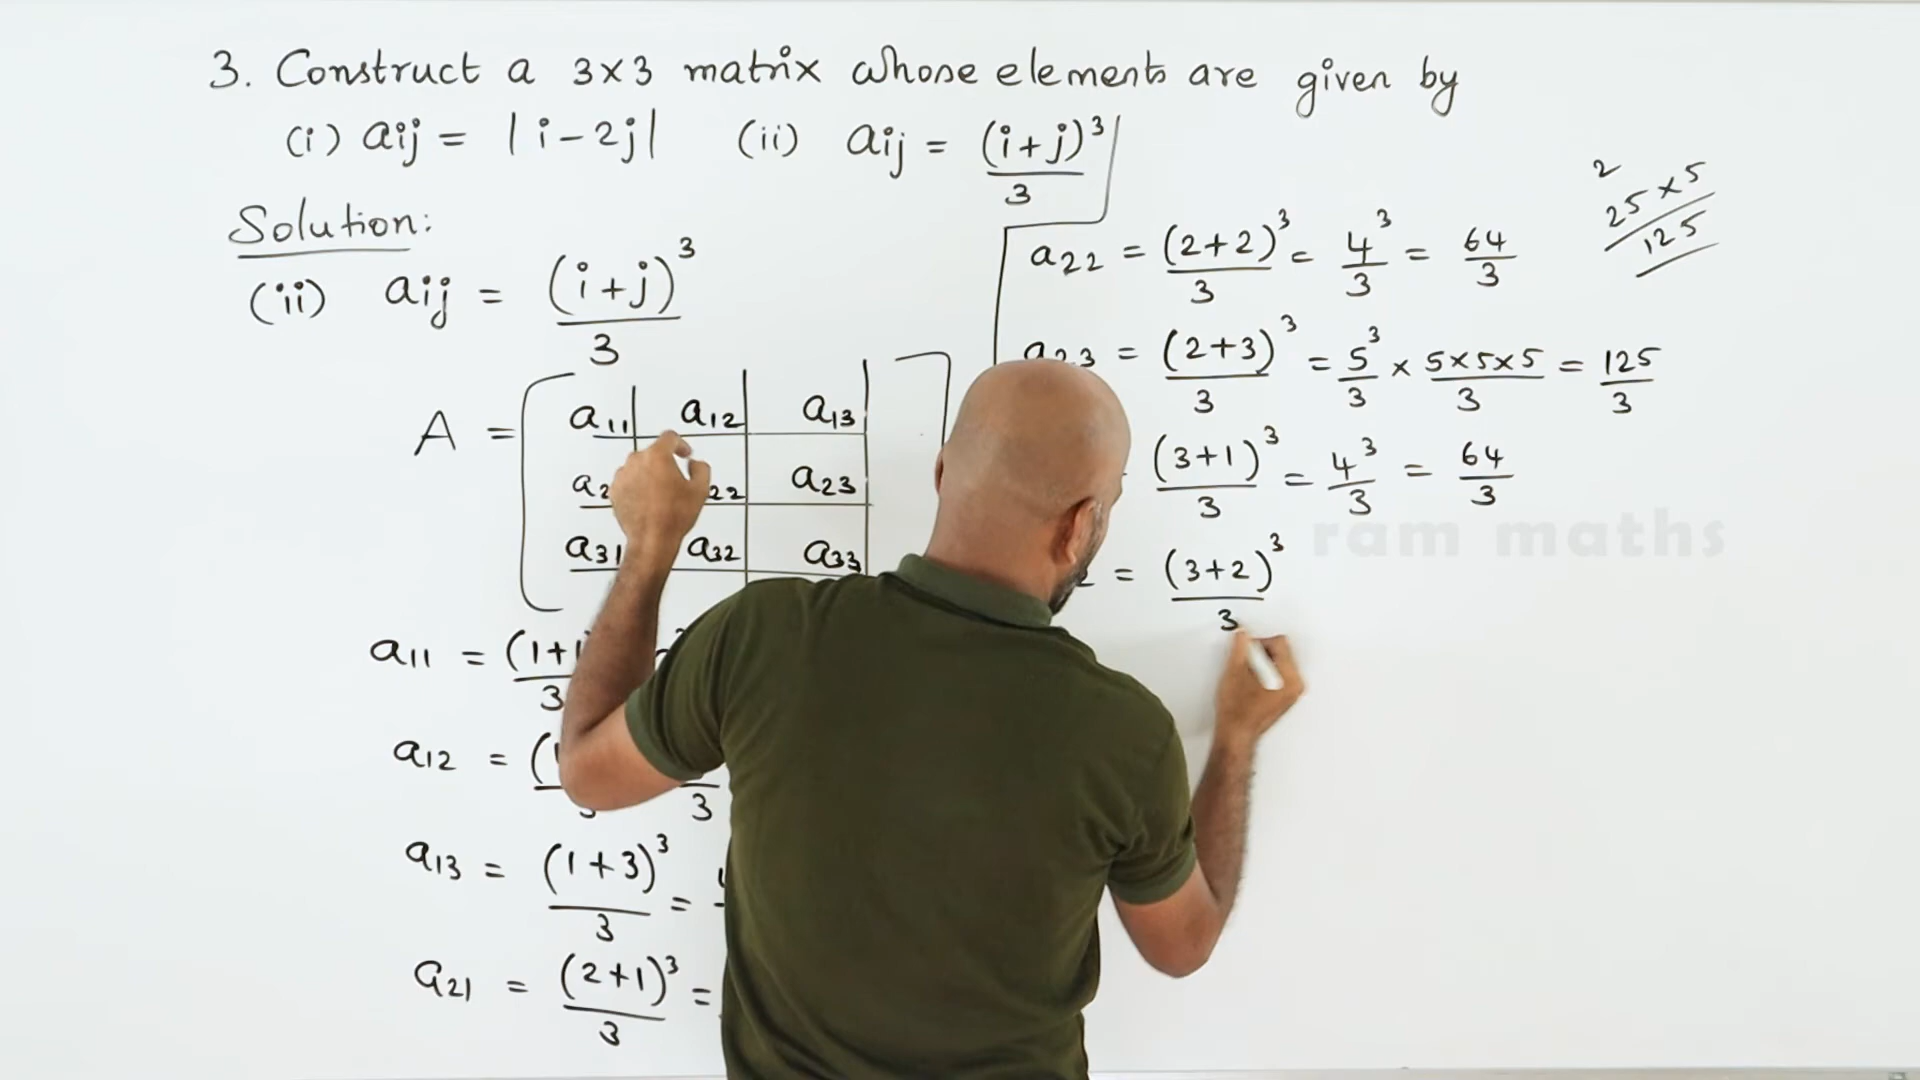 3. Construct a 3×3 matrix whose elements are given by
(i) aij = |i-2j| (ii) aij = (i+j)³/3
Solution:
(ii) aij = (i+j)³/3
A = a11 a12 a13
a23
a31 a32 a33
a11 =
a12 =
a13 = (1+3)³/3 =
a21 = (2+1)³/3 =
a22 = (2+2)³/3 = 4³/3 = 64/3
= (2+3)³/3 = 5³/3 × 5×5×5/3 = 125/3
(3+1)³/3 = 4³/3 = 64/3
= (3+2)³/3
2
25×5
125
ram maths